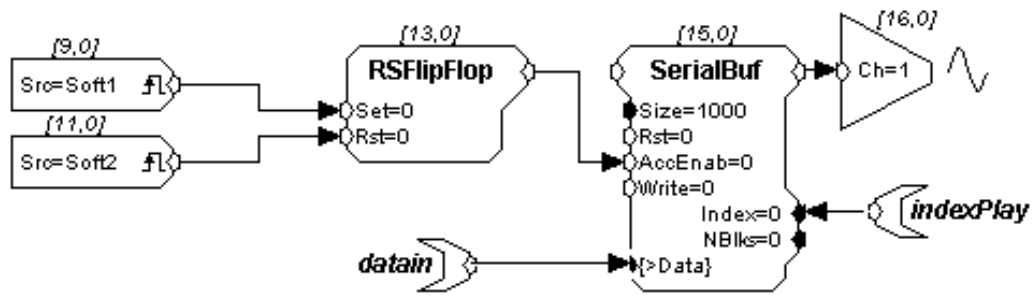 [9,0]
Src=Soft1
[11,0]
Src=Soft2
[13,0]
RSFlipFlop
Set=0
Rst=0
[15,0]
SerialBuf
Size=1000
Rst=0
AccEnab=0
Write=0
Index=0
NBlks=0
{>Data}
datain
[16,0]
Ch=1
indexPlay